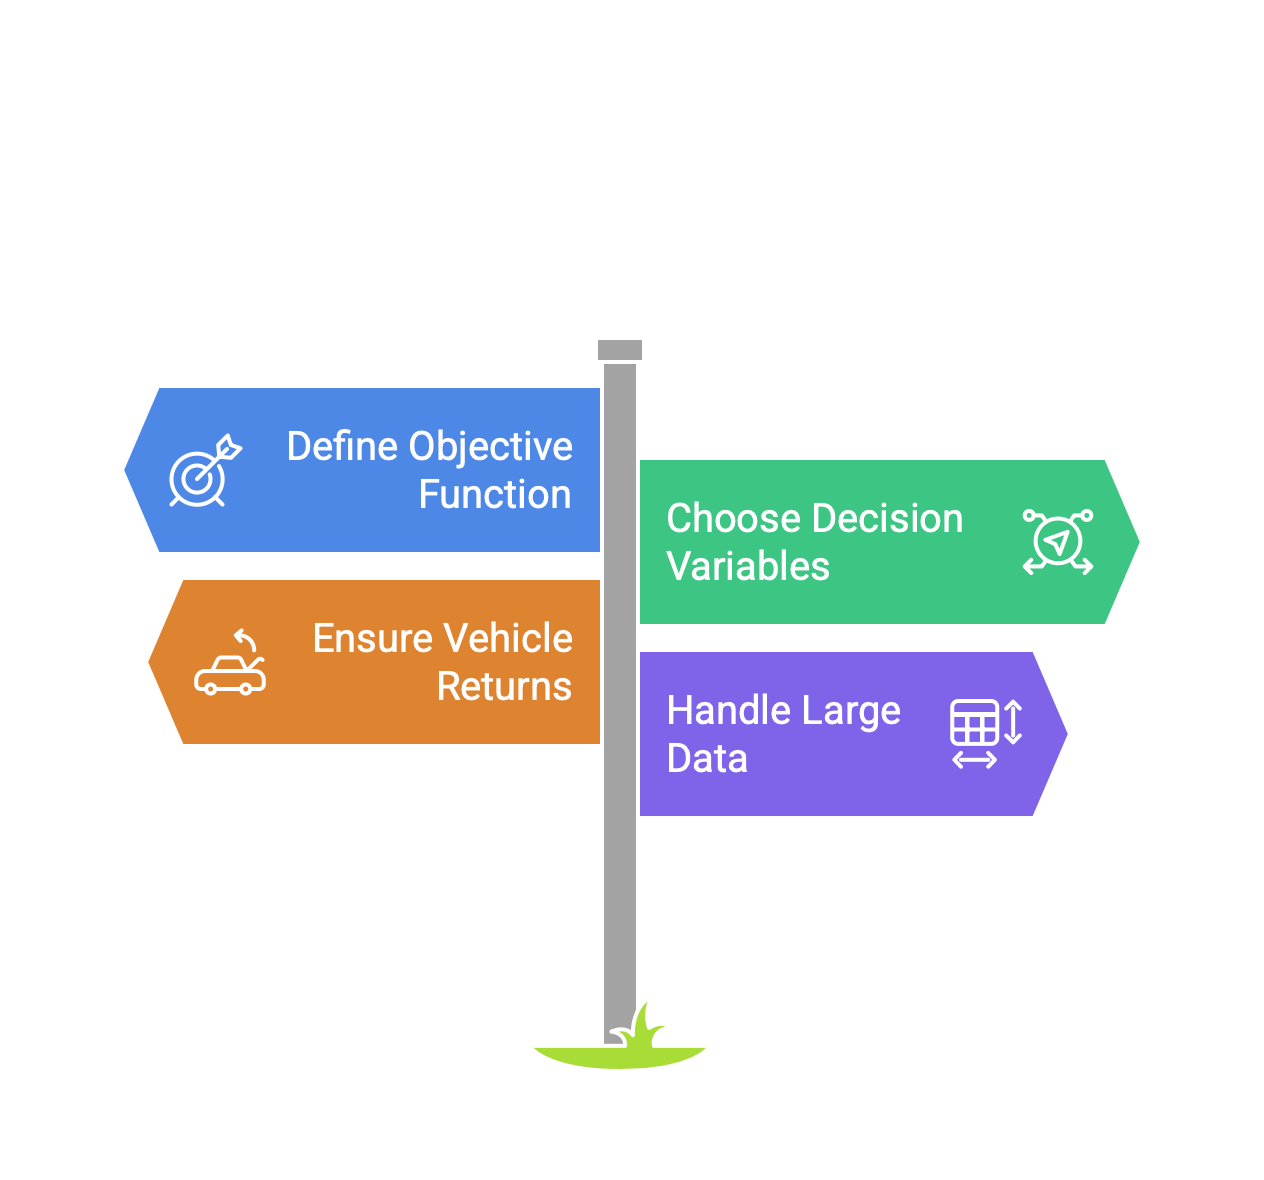 Define Objective
Function
Choose Decision
Variables
Ensure Vehicle
Returns
Handle Large
Data